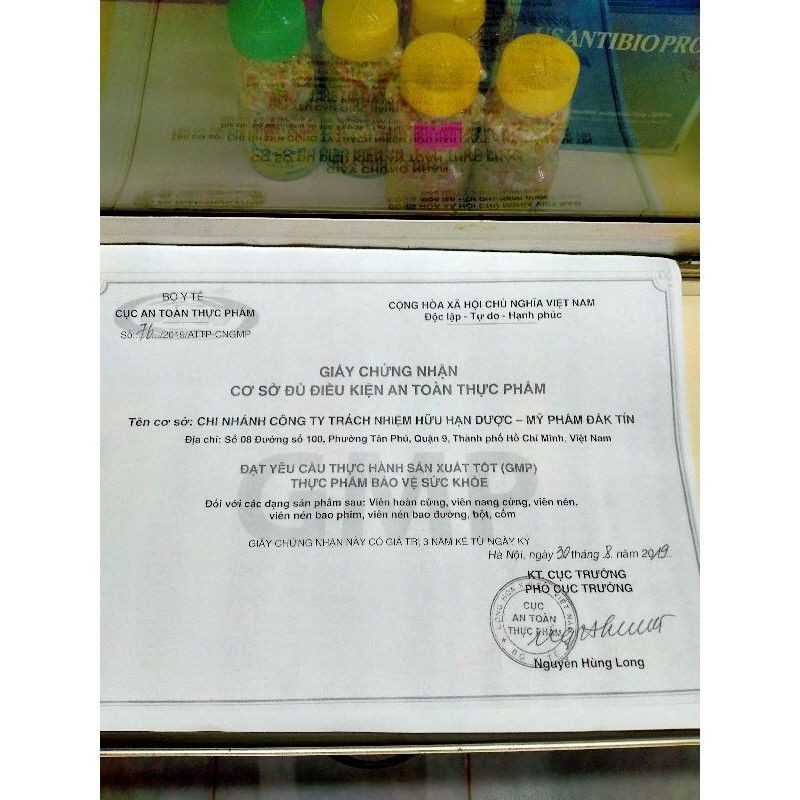 USANTIBIOPRO
BỘ Y TẾ
CỤC AN TOÀN THỰC PHẨM
Số: 76.../2019/ATTP-CNGMP
CỘNG HÒA XÃ HỘI CHỦ NGHĨA VIỆT NAM
Độc lập - Tự do - Hạnh phúc
GIẤY CHỨNG NHẬN
CƠ SỞ ĐỦ ĐIỀU KIỆN AN TOÀN THỰC PHẨM
Tên cơ sở: CHI NHÁNH CÔNG TY TRÁCH NHIỆM HỮU HẠN DƯỢC – MỸ PHẨM ĐĂK TÍN
Địa chỉ: Số 08 Đường số 100, Phường Tân Phú, Quận 9, Thành phố Hồ Chí Minh, Việt Nam
ĐẠT YÊU CẦU THỰC HÀNH SẢN XUẤT TỐT (GMP)
THỰC PHẨM BẢO VỆ SỨC KHỎE
Đối với các dạng sản phẩm sau: Viên hoàn cứng, viên nang cứng, viên nén,
viên nén bao phim, viên nén bao đường, bột, cốm
GMP
GIẤY CHỨNG NHẬN NÀY CÓ GIÁ TRỊ 3 NĂM KỂ TỪ NGÀY KÝ
Hà Nội, ngày 30 tháng 8 năm 2019
KT. CỤC TRƯỞNG
PHÓ CỤC TRƯỞNG
CỤC
AN TOÀN
THỰC PHẨM
Nguyễn Hùng Long